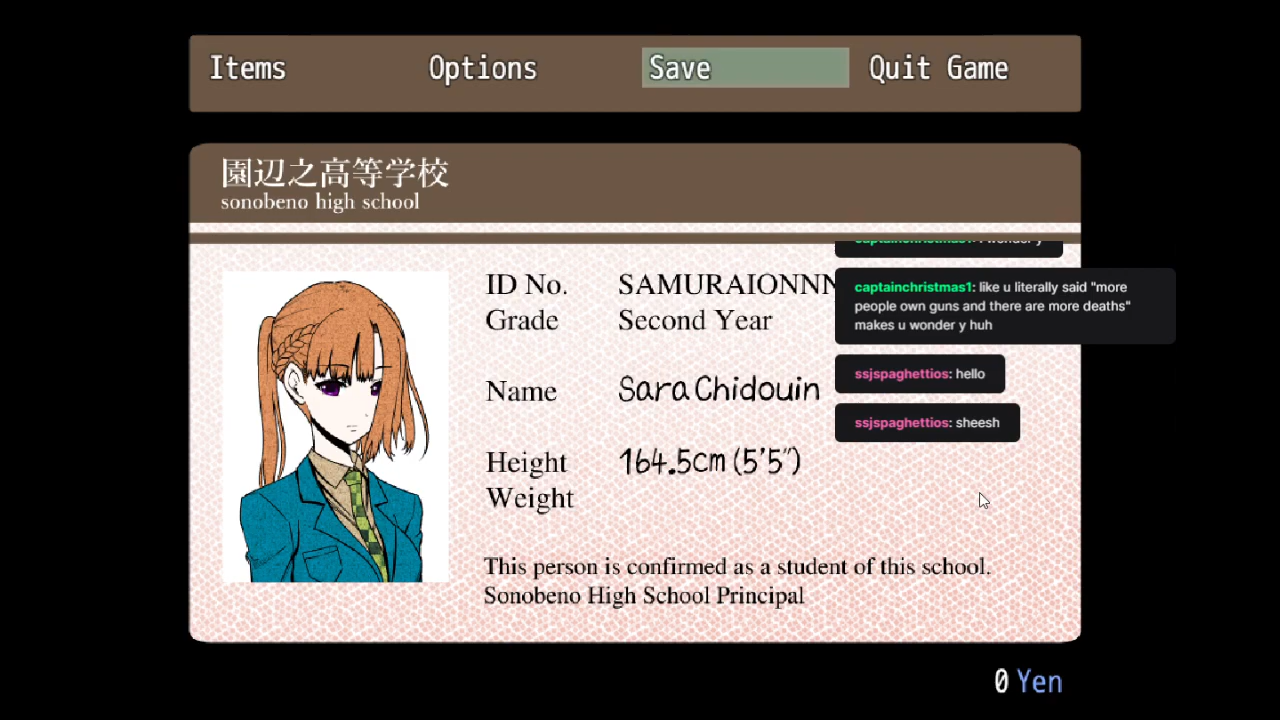 Items Options Save Quit Game
園辺之高等学校
sonobeno high school
ID No. SAMURAIONNN
Grade Second Year
Name Sara Chidouin
Height 164.5cm (5'5")
Weight
This person is confirmed as a student of this school.
Sonobeno High School Principal
captainchristmas1: i wonder y
captainchristmas1: like u literally said "more
people own guns and there are more deaths"
makes u wonder y huh
ssjspaghettios: hello
ssjspaghettios: sheesh
0 Yen